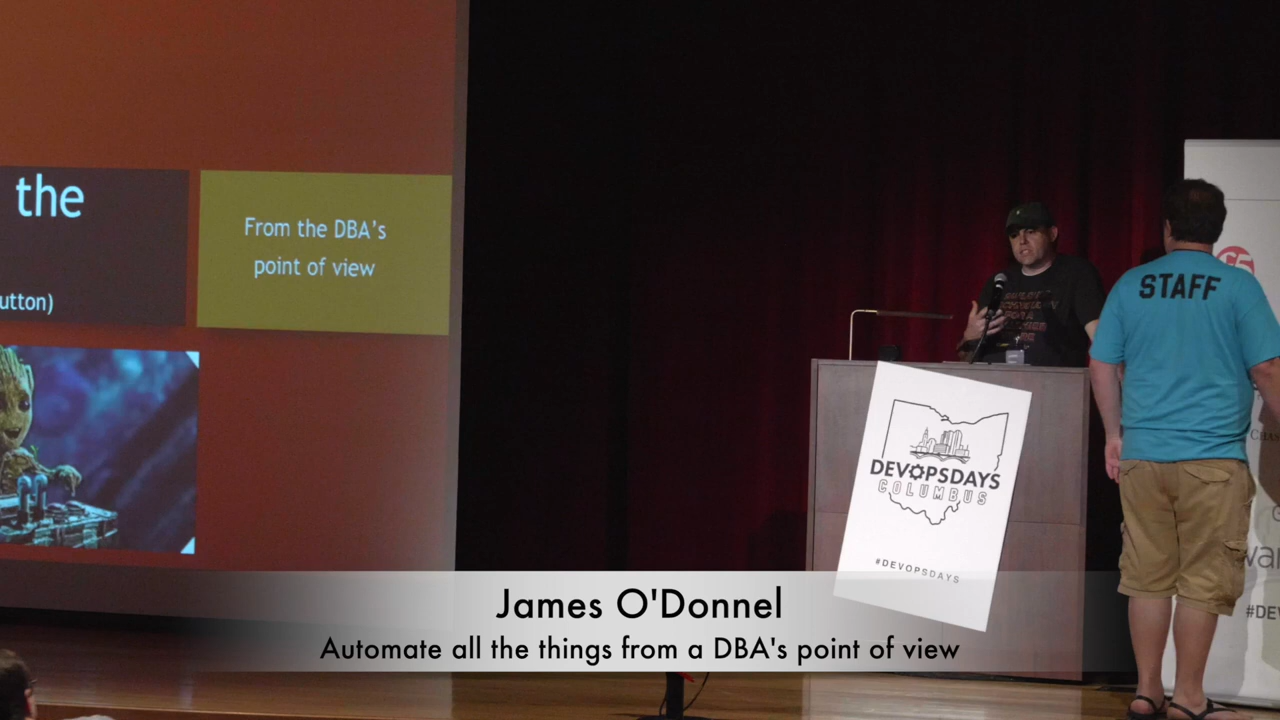 the
utton)
From the DBA's
point of view
STAFF
DEVOPSDAYS
COLUMBUS
#DEVOPSDAYS
#DEV
James O'Donnel
Automate all the things from a DBA's point of view